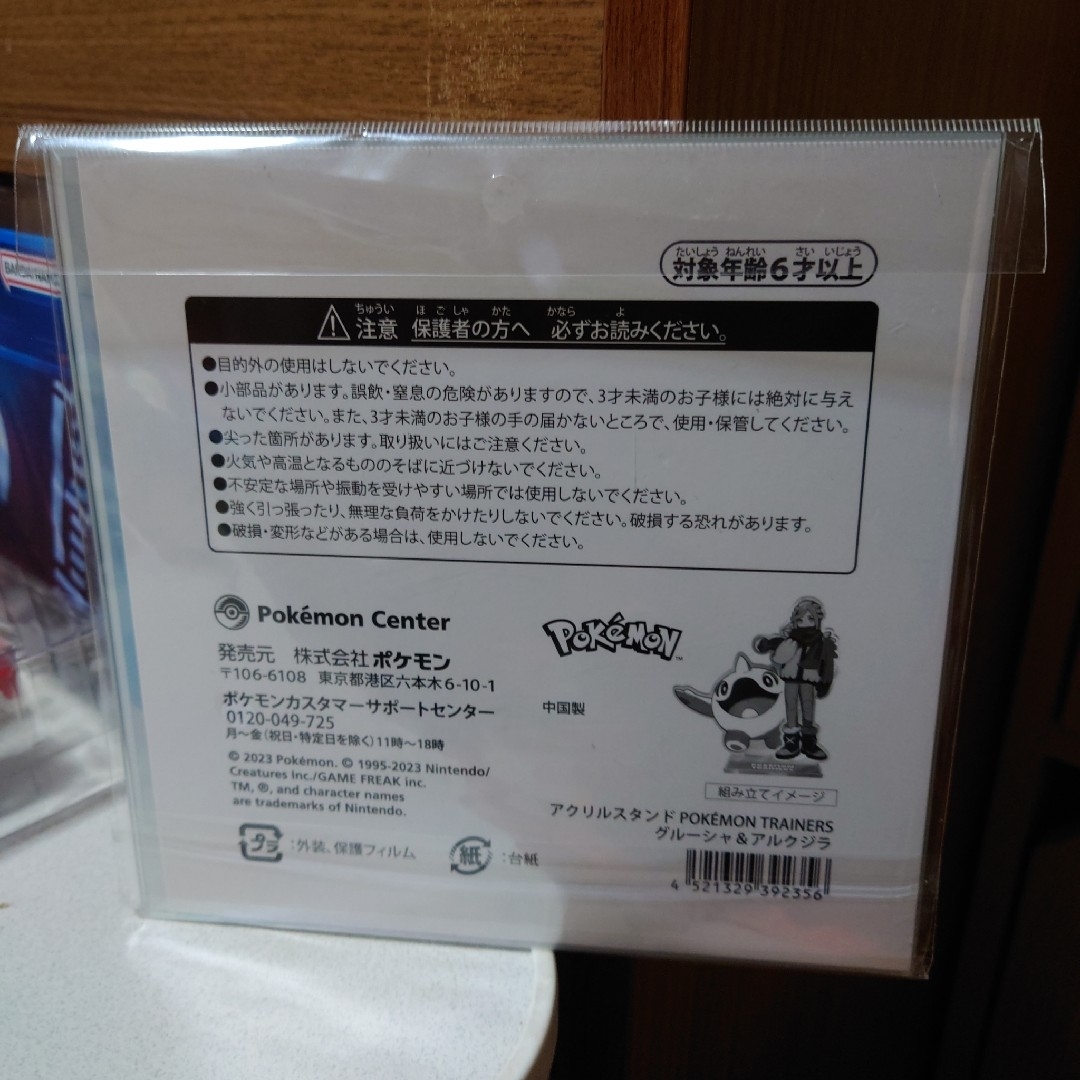 対象年齢6才以上
たいしょう ねんれい さい いじょう
注意 保護者の方へ 必ずお読みください。
ちゅうい ほごしゃ かた かなら よ
●目的外の使用はしないでください。
●小部品があります。誤飲・窒息の危険がありますので、3才未満のお子様には絶対に与え
ないでください。また、3才未満のお子様の手の届かないところで、使用・保管してください。
●尖った箇所があります。取り扱いにはご注意ください。
●火気や高温となるもののそばに近づけないでください。
●不安定な場所や振動を受けやすい場所では使用しないでください。
●強く引っ張ったり、無理な負荷をかけたりしないでください。破損する恐れがあります。
●破損・変形などがある場合は、使用しないでください。
Pokémon Center
発売元 株式会社ポケモン
〒106-6108 東京都港区六本木6-10-1
ポケモンカスタマーサポートセンター
0120-049-725
月〜金(祝日・特定日を除く)11時〜18時
© 2023 Pokémon. © 1995-2023 Nintendo/
Creatures Inc./GAME FREAK inc.
TM, ®, and character names
are trademarks of Nintendo.
プラ:外装、保護フィルム
紙:台紙
POKéMON™
中国製
組み立てイメージ
アクリルスタンド POKÉMON TRAINERS
グルーシャ&アルクジラ
4 521329 392356